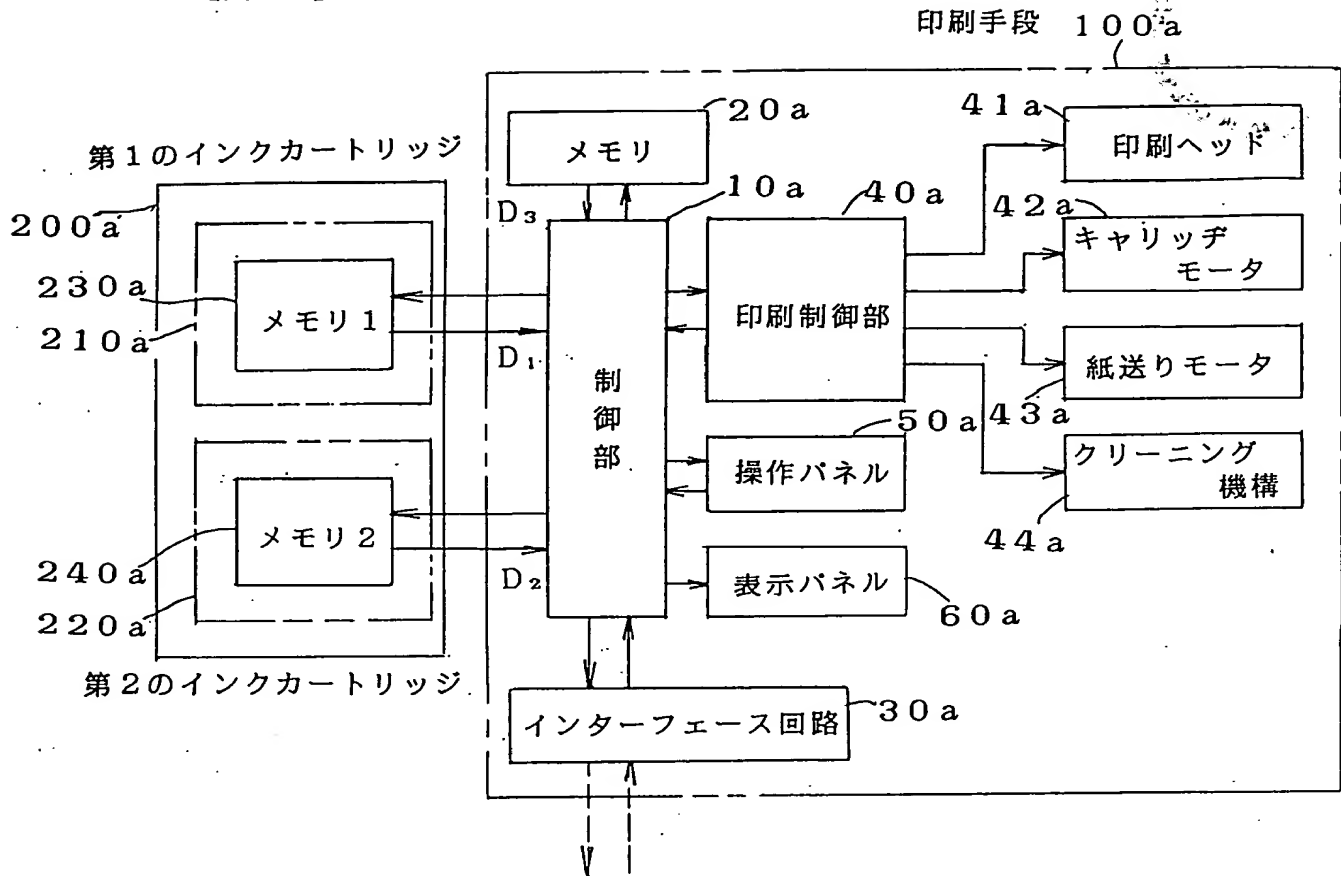 印刷手段 100a
20a
メモリ
41a
印刷ヘッド
第1のインクカートリッジ
200a
D₃
10a
40a
42a
キャリッヂ
モータ
230a
メモリ1
210a
D₁
制御部
印刷制御部
紙送りモータ
43a
50a
操作パネル
クリーニング
機構
44a
メモリ2
240a
D₂
220a
表示パネル
60a
第2のインクカートリッジ
インターフェース回路
30a